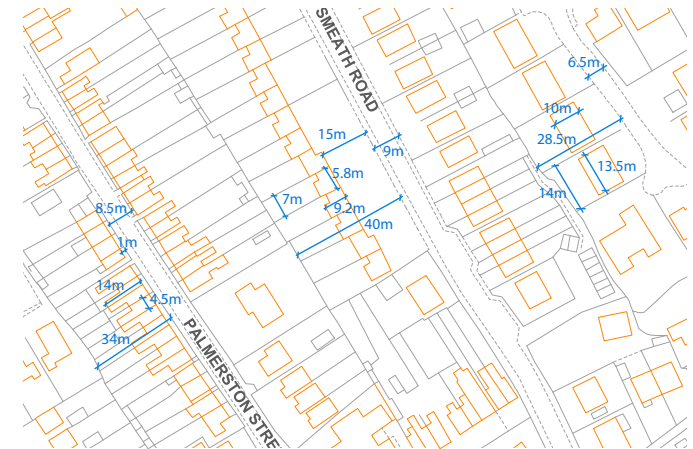 SMEATH ROAD
6.5m
10m
15m
9m
28.5m
5.8m
13.5m
14m
7m
9.2m
8.5m
40m
1m
14m
4.5m
34m
PALMERSTON STRE